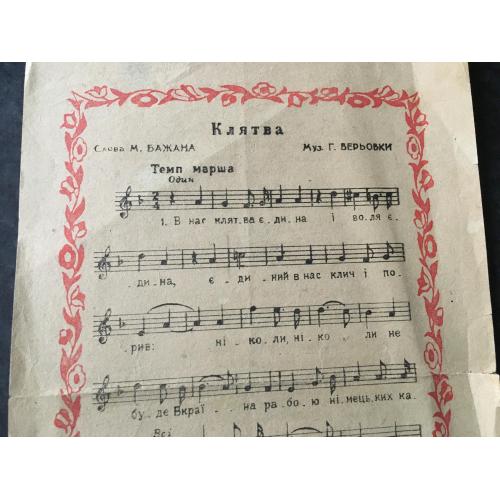 Клятва
Слова М. БАЖАНА
Муз. Г. ВЕРЬОВКИ
Темп марша
Один
2/4
1. В нас клят. ва є. ди. на і во. ля є.
. ди. на, є. ди. ний в нас клич і по.
. рив: ні . ко. ли, ні . ко . ли не
бу. де Вкраї . . на ра. бо. ю ні. мець. ких ка.
Всі